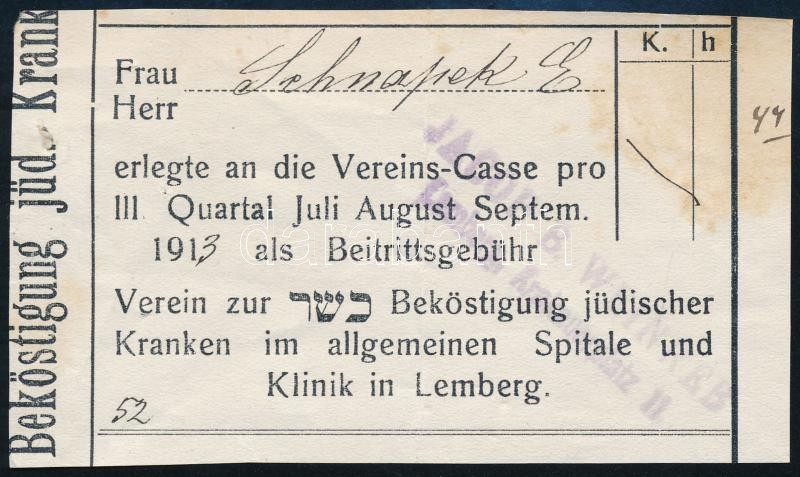 Beköstigung jüd. Krank
K. h
Frau Schnapek E
Herr
44
erlegte an die Vereins-Casse pro
III. Quartal Juli August Septem.
1913 als Beitrittsgebühr
Verein zur כשר Beköstigung jüdischer
Kranken im allgemeinen Spitale und
Klinik in Lemberg.
52